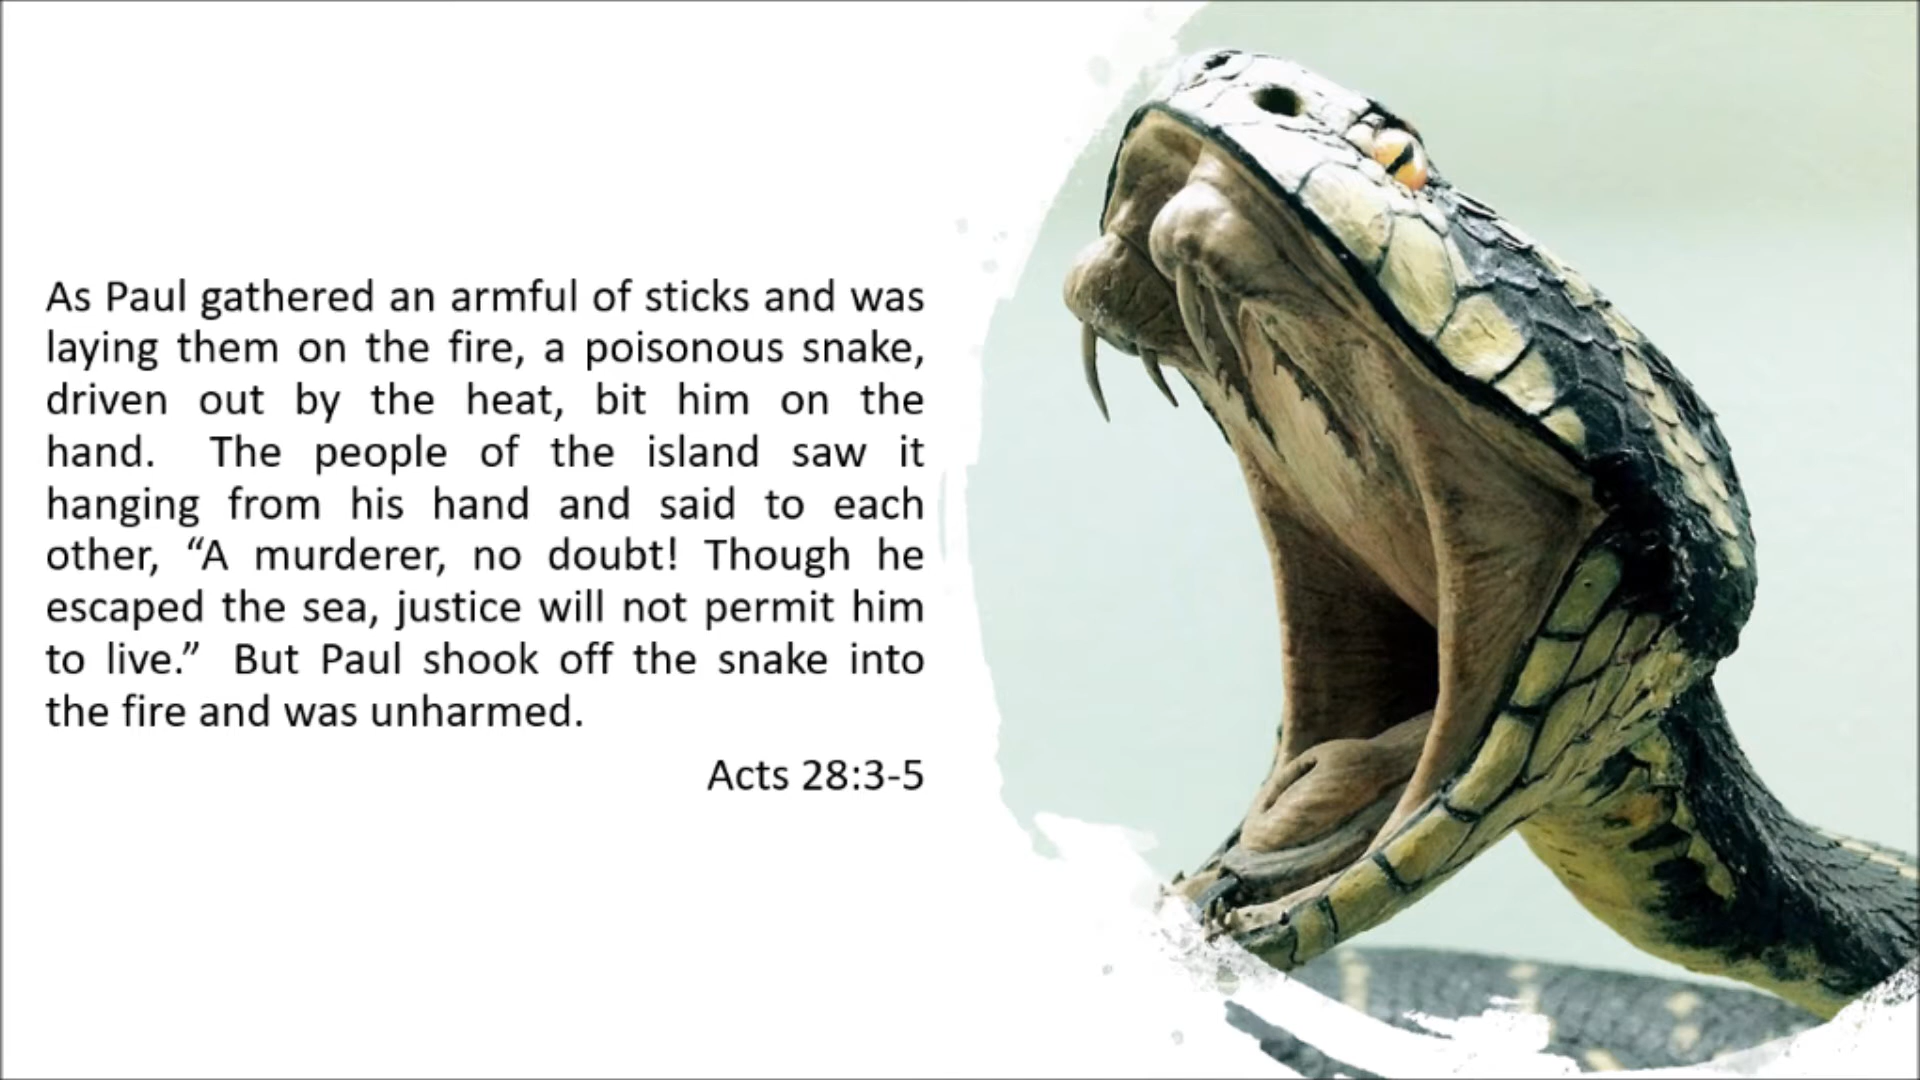 As Paul gathered an armful of sticks and was
laying them on the fire, a poisonous snake,
driven out by the heat, bit him on the
hand.  The people of the island saw it
hanging from his hand and said to each
other, “A murderer, no doubt! Though he
escaped the sea, justice will not permit him
to live.”  But Paul shook off the snake into
the fire and was unharmed.
Acts 28:3-5